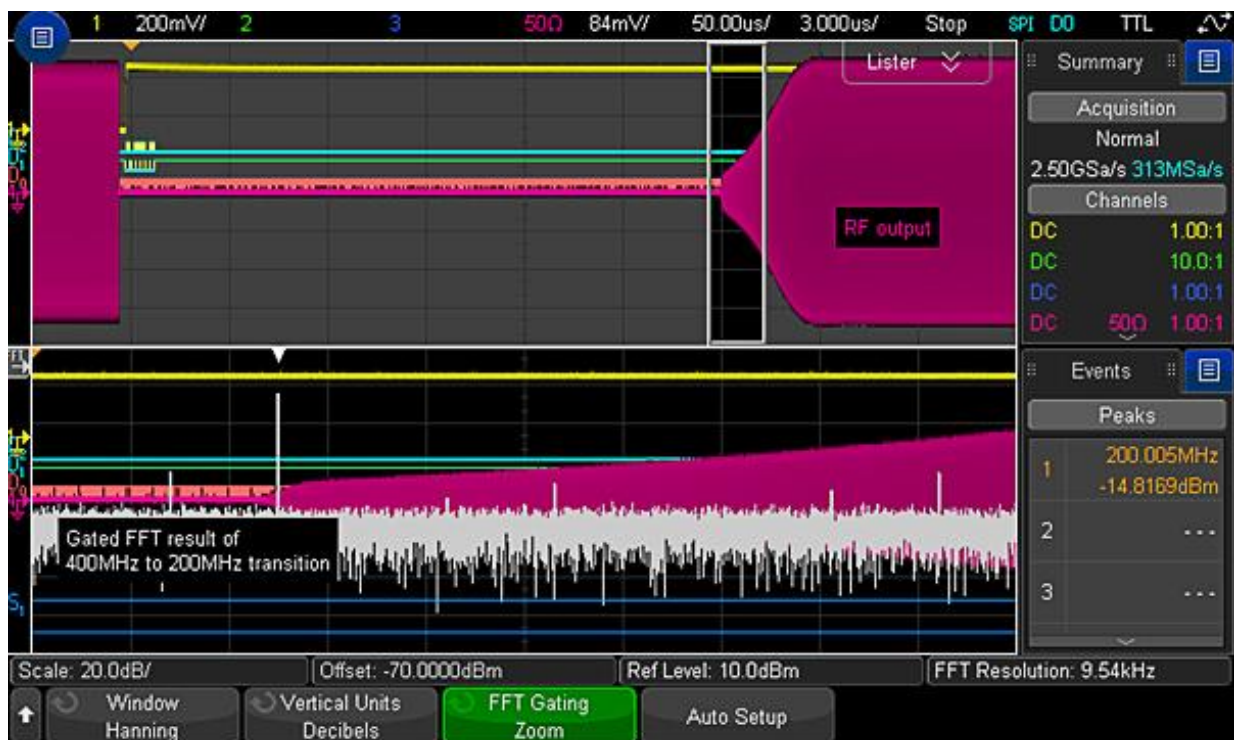 1 200mV/ 2 3 50Ω 84mV/ 50.00us/ 3.000us/ Stop SPI D0 TTL
Lister
RF output
Summary
Acquisition
Normal
2.50GSa/s 313MSa/s
Channels
DC 1.00:1
DC 10.0:1
DC 1.00:1
DC 50Ω 1.00:1
Gated FFT result of
400MHz to 200MHz transition
S1
Events
Peaks
1 200.005MHz
-14.8169dBm
2 ---
3 ---
Scale: 20.0dB/ Offset: -70.0000dBm Ref Level: 10.0dBm FFT Resolution: 9.54kHz
Window
Hanning
Vertical Units
Decibels
FFT Gating
Zoom
Auto Setup